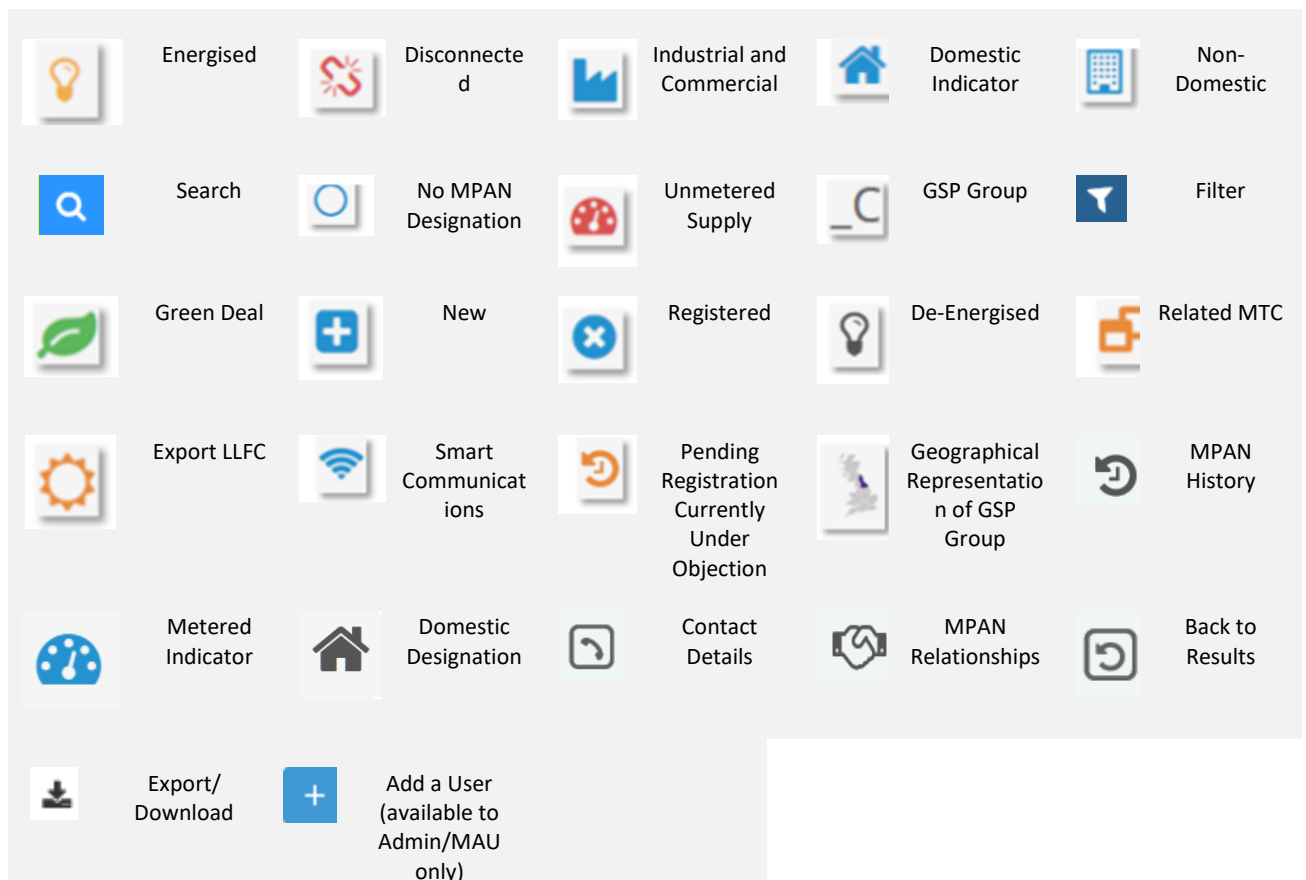 Energised
Disconnecte
d
Industrial and
Commercial
Domestic
Indicator
Non-
Domestic
Search
No MPAN
Designation
Unmetered
Supply
_C
GSP Group
Filter
Green Deal
New
Registered
De-Energised
Related MTC
Export LLFC
Smart
Communicat
ions
Pending
Registration
Currently
Under
Objection
Geographical
Representatio
n of GSP
Group
MPAN
History
Metered
Indicator
Domestic
Designation
Contact
Details
MPAN
Relationships
Back to
Results
Export/
Download
Add a User
(available to
Admin/MAU
only)